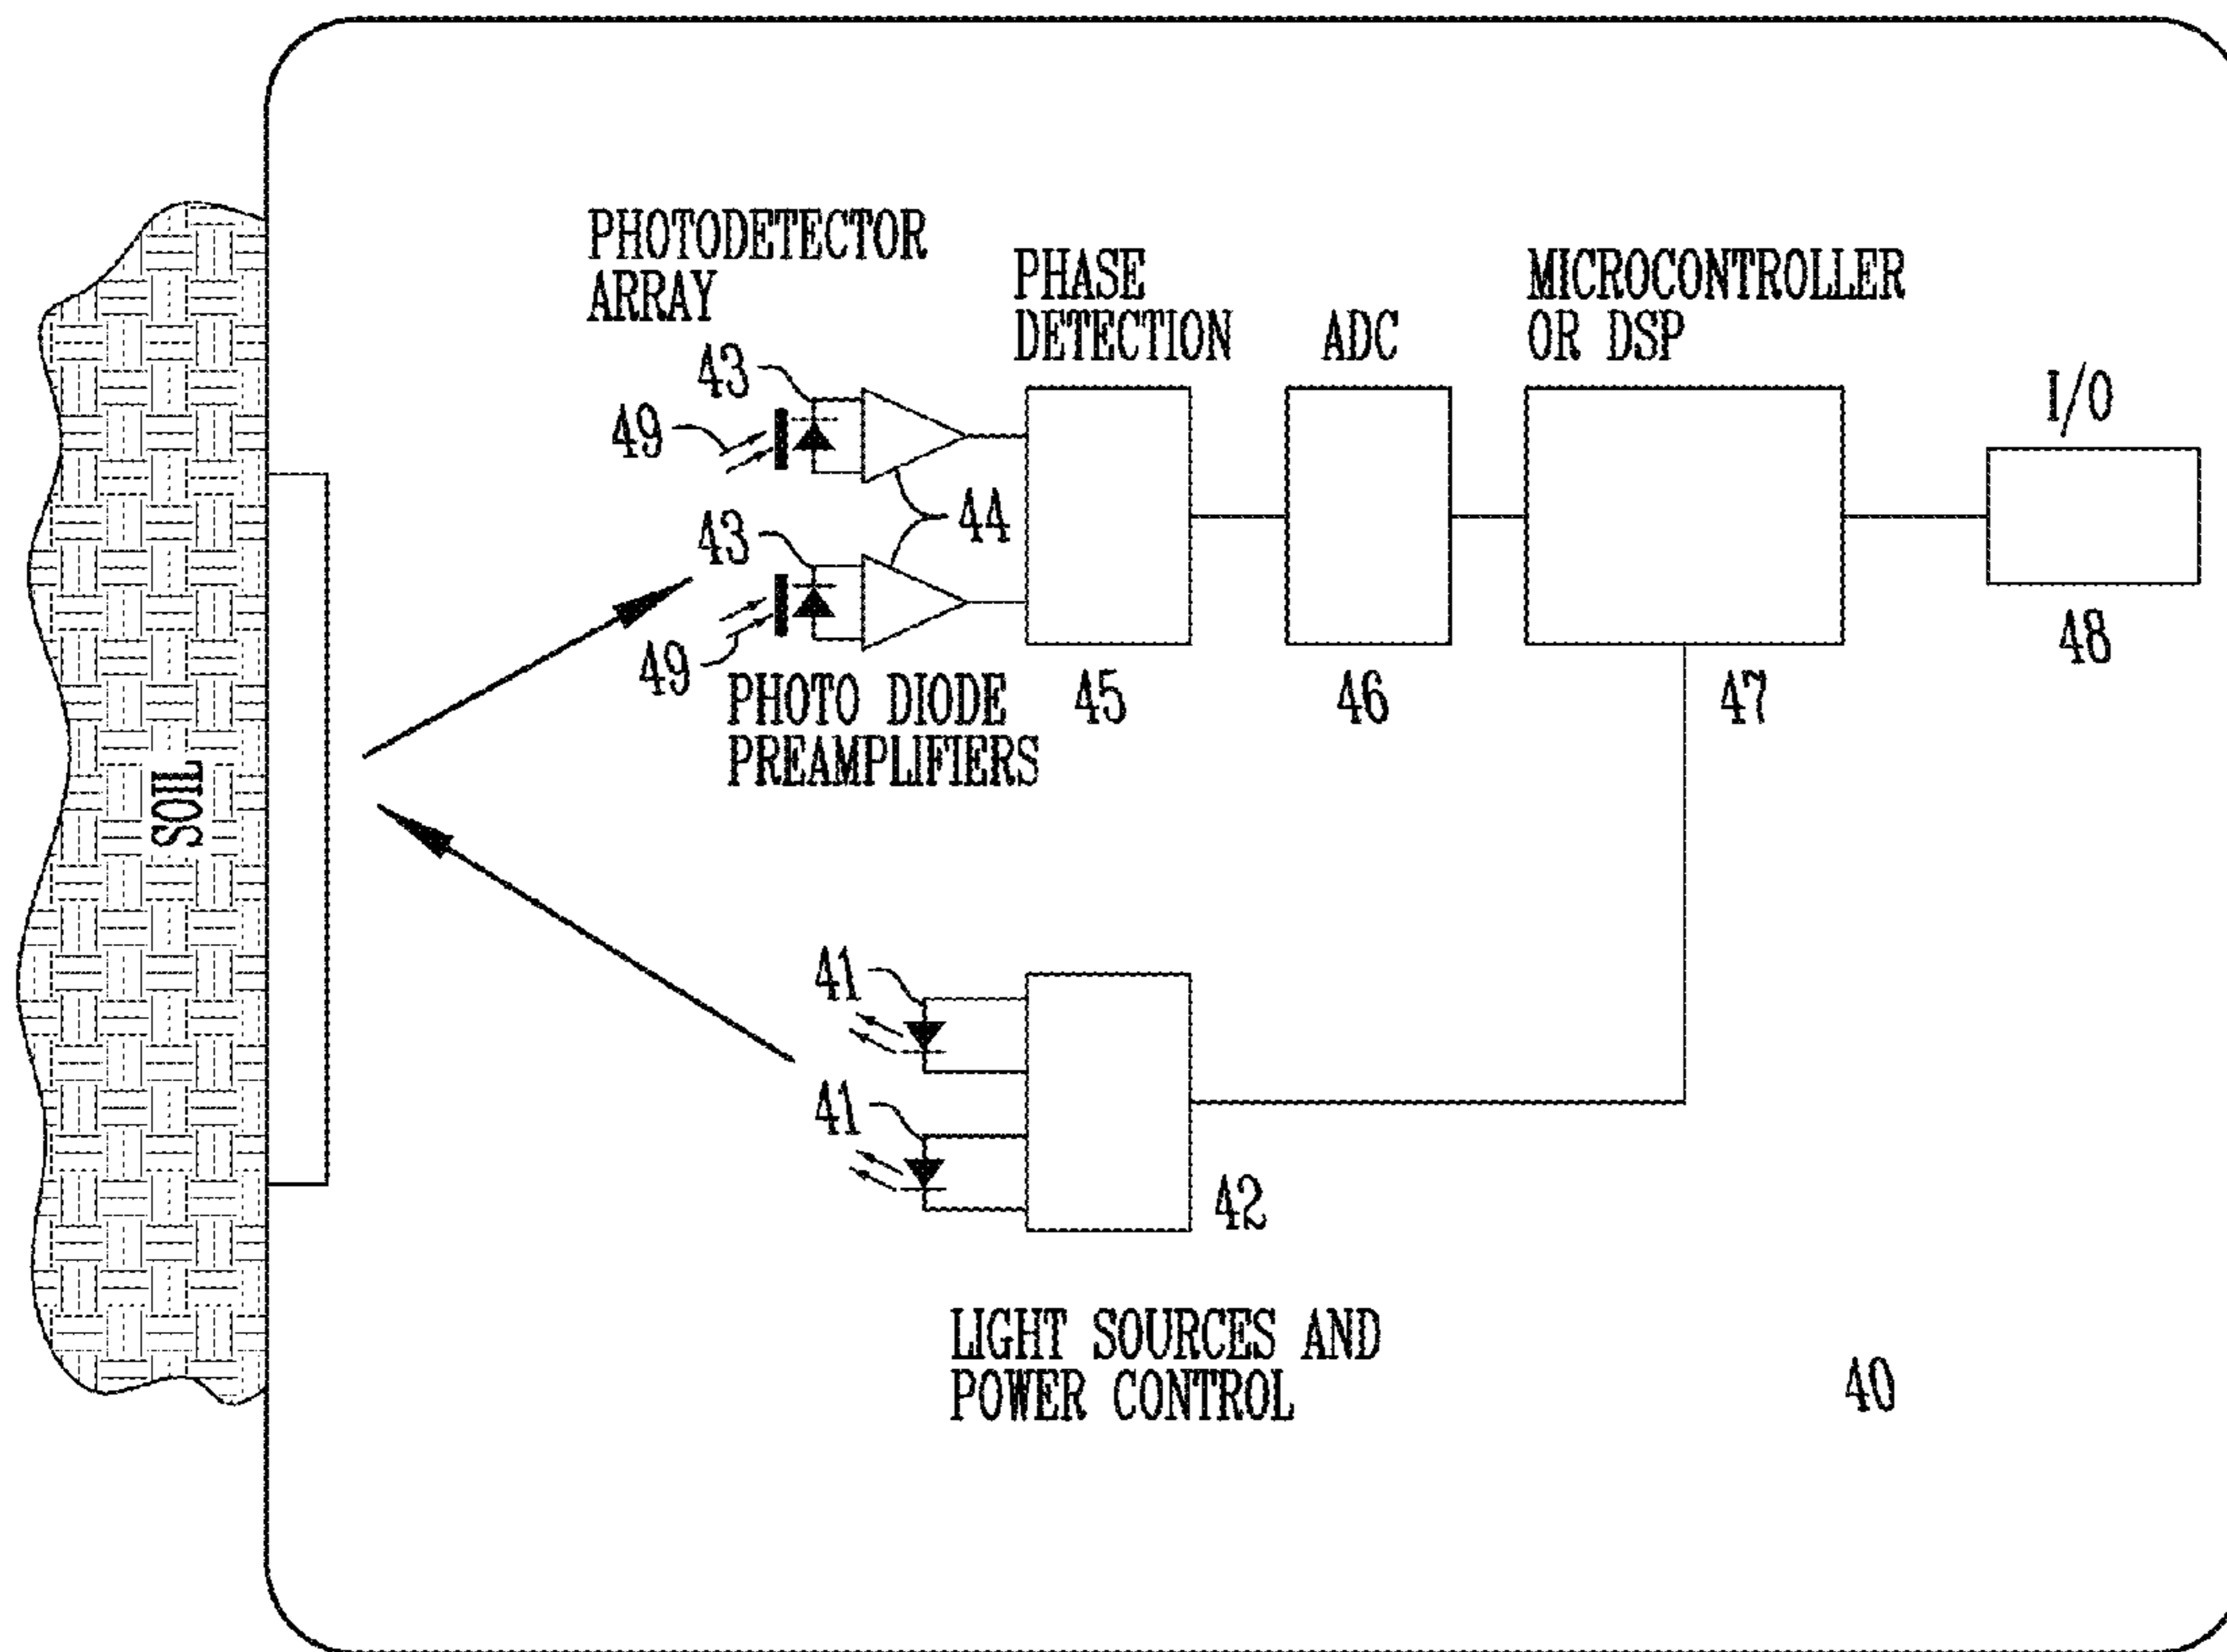 PHOTODETECTOR
ARRAY
PHASE
DETECTION
ADC
MICROCONTROLLER
OR DSP
I/O
43
49
44
43
49
PHOTO DIODE
PREAMPLIFIERS
45
46
47
48
SOIL
41
41
42
LIGHT SOURCES AND
POWER CONTROL
40